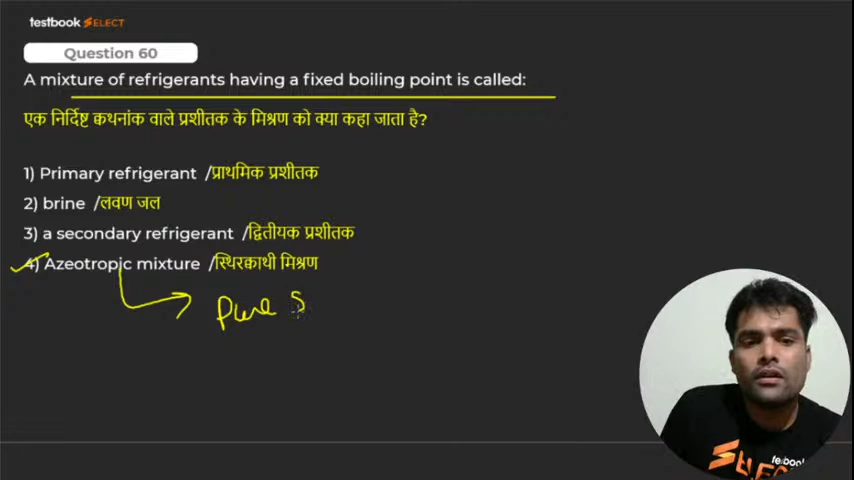 testbook SELECT
Question 60
A mixture of refrigerants having a fixed boiling point is called:
एक निर्दिष्ट क्वथनांक वाले प्रशीतक के मिश्रण को क्या कहा जाता है?
1) Primary refrigerant /प्राथमिक प्रशीतक
2) brine /लवण जल
3) a secondary refrigerant /द्वितीयक प्रशीतक
4) Azeotropic mixture /स्थिरक्वाथी मिश्रण
Pure S
testbook
SELECT